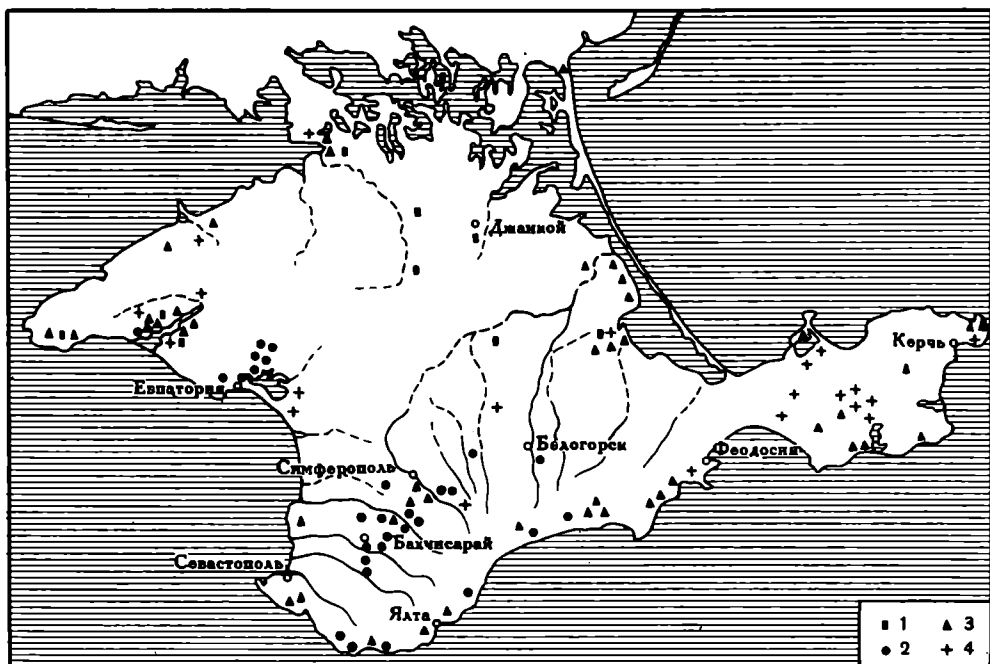 Джанкой
Керчь
Евпатория
Белогорск
Феодосия
Симферополь
Бахчисарай
Севастополь
Ялта
1 3
2 4